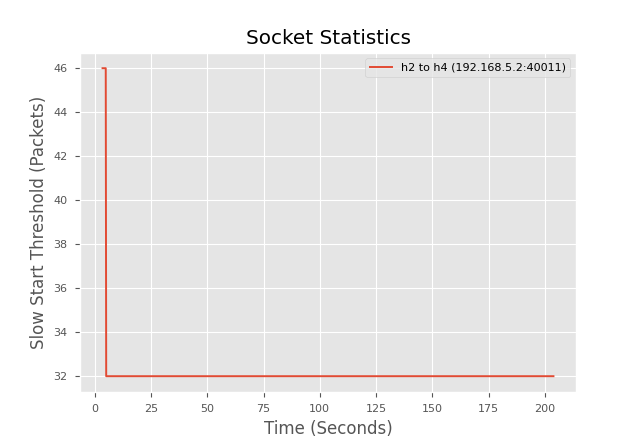 Socket Statistics
h2 to h4 (192.168.5.2:40011)
Slow Start Threshold (Packets)
46
44
42
40
38
36
34
32
0 25 50 75 100 125 150 175 200
Time (Seconds)